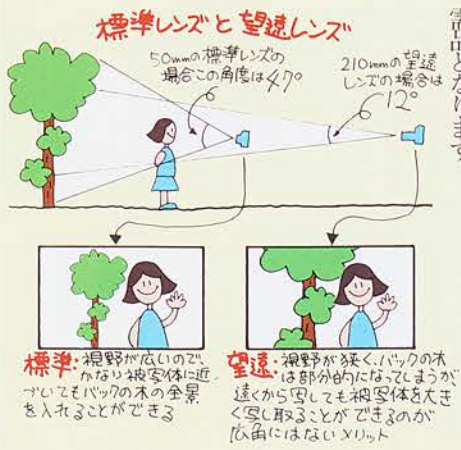 標準レンズと望遠レンズ
50mmの標準レンズの
場合この角度は47°
210mmの望遠
レンズの場合は
12°
標準:視野が広いので、
かなり被写体に近
づいてもバックの木の全景
を入れることができる
望遠:視野が狭く、バックの木
は部分的になってしまうが、
遠くから写しても被写体を大き
く写し取ることができるのが
広角にはないメリット